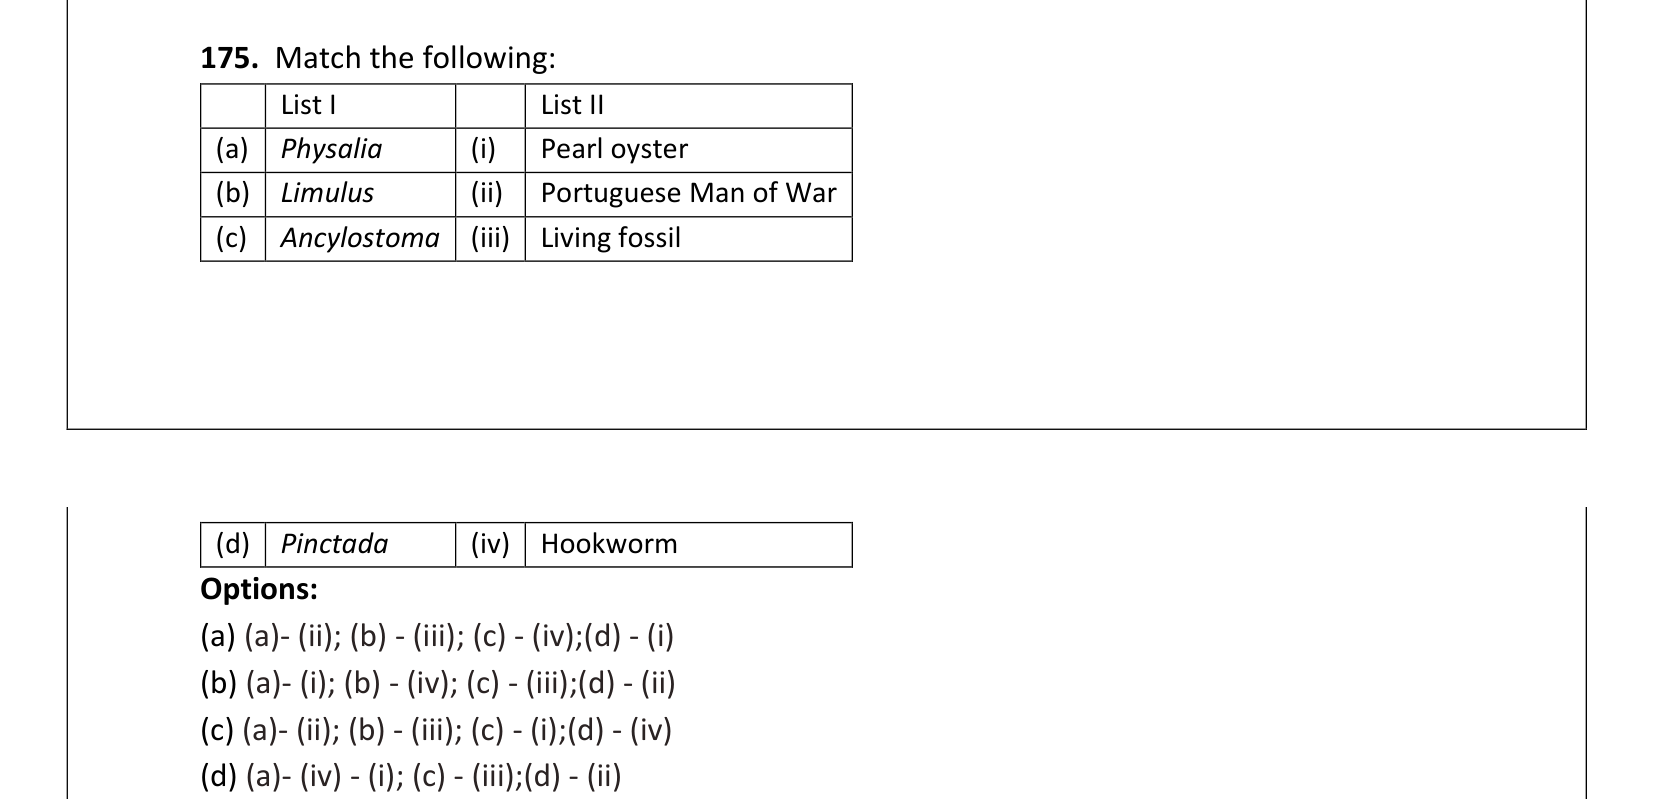 175. Match the following:
List I List II
(a) Physalia (i) Pearl oyster
(b) Limulus (ii) Portuguese Man of War
(c) Ancylostoma (iii) Living fossil
(d) Pinctada (iv) Hookworm
Options:
(a) (a)- (ii); (b) - (iii); (c) - (iv);(d) - (i)
(b) (a)- (i); (b) - (iv); (c) - (iii);(d) - (ii)
(c) (a)- (ii); (b) - (iii); (c) - (i);(d) - (iv)
(d) (a)- (iv) - (i); (c) - (iii);(d) - (ii)